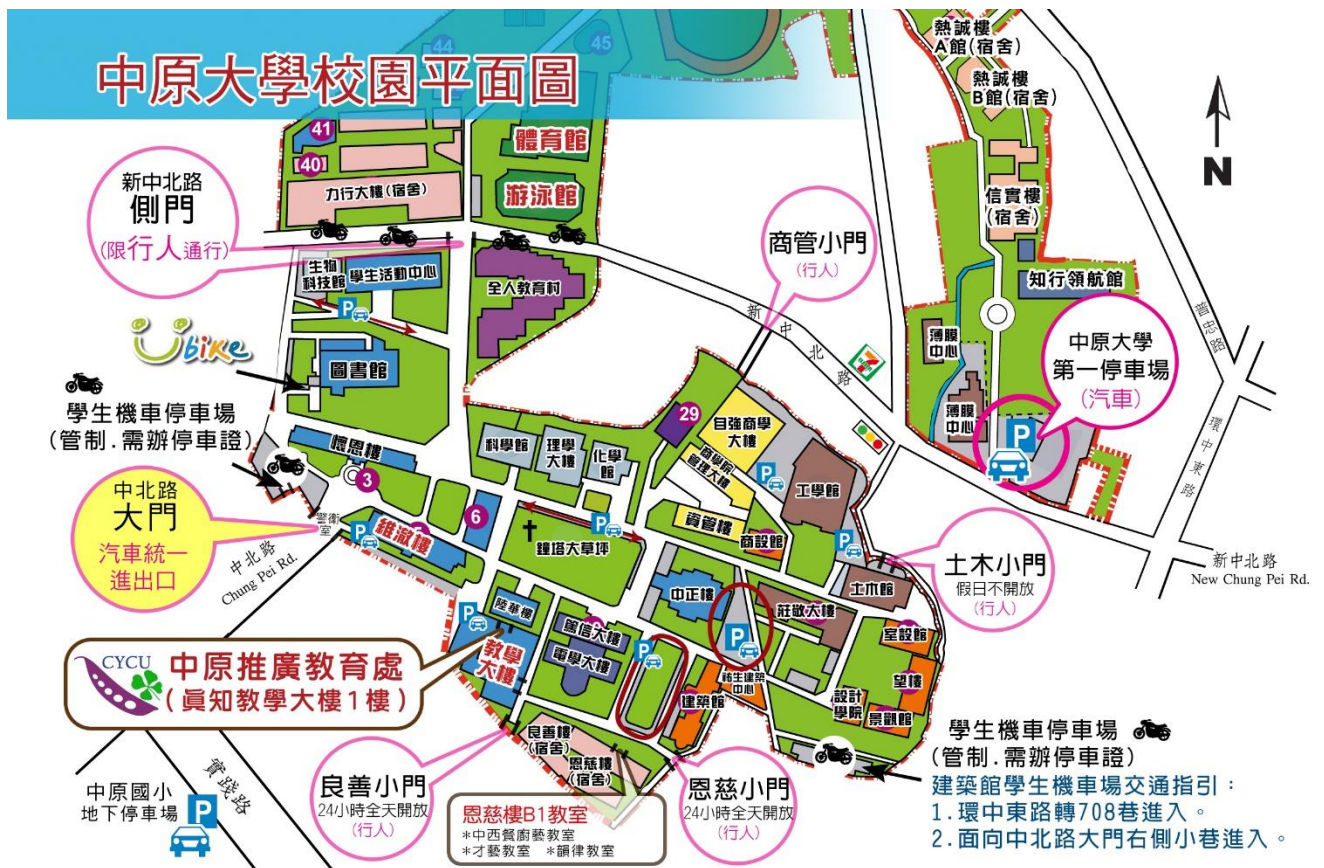 中原大學校園平面圖
44
45
41
40
體育館
游泳館
力行大樓(宿舍)
新中北路
側門
(限行人通行)
生物
科技館
學生活動中心
全人教育村
商管小門
(行人)
熱誠樓
A館(宿舍)
熱誠樓
B館(宿舍)
N
信實樓
(宿舍)
知行領航館
薄膜
中心
薄膜
中心
中原大學
第一停車場
(汽車)
P
環中東路
新中北路
7
Ubike
P
圖書館
學生機車停車場
(管制.需辦停車證)
懷恩樓
3
科學館
理學
大樓
化學
館
29
自強商學
大樓
商學院
管理大樓
P
工學館
中北路
大門
汽車統一
進出口
警衛
室
P
維澈樓
6
鐘塔大草坪
P
資管樓
商設館
P
中北路
Chung Pei Rd.
新中北路
New Chung Pei Rd.
土木小門
假日不開放
(行人)
土木館
中正樓
莊敬大樓
室設館
P
陸華樓
篤信大樓
P
P
教學
大樓
電學大樓
祐生建築
中心
望樓
設計
學院
景觀館
建築館
CYCU
中原推廣教育處
(真知教學大樓1樓)
良善樓
(宿舍)
恩慈樓
(宿舍)
良善小門
24小時全天開放
(行人)
恩慈小門
24小時全天開放
(行人)
恩慈樓B1教室
*中西餐廚藝教室
*才藝教室 *韻律教室
中原國小
地下停車場
P
實踐路
學生機車停車場
(管制.需辦停車證)
建築館學生機車場交通指引：
1.環中東路轉708巷進入。
2.面向中北路大門右側小巷進入。